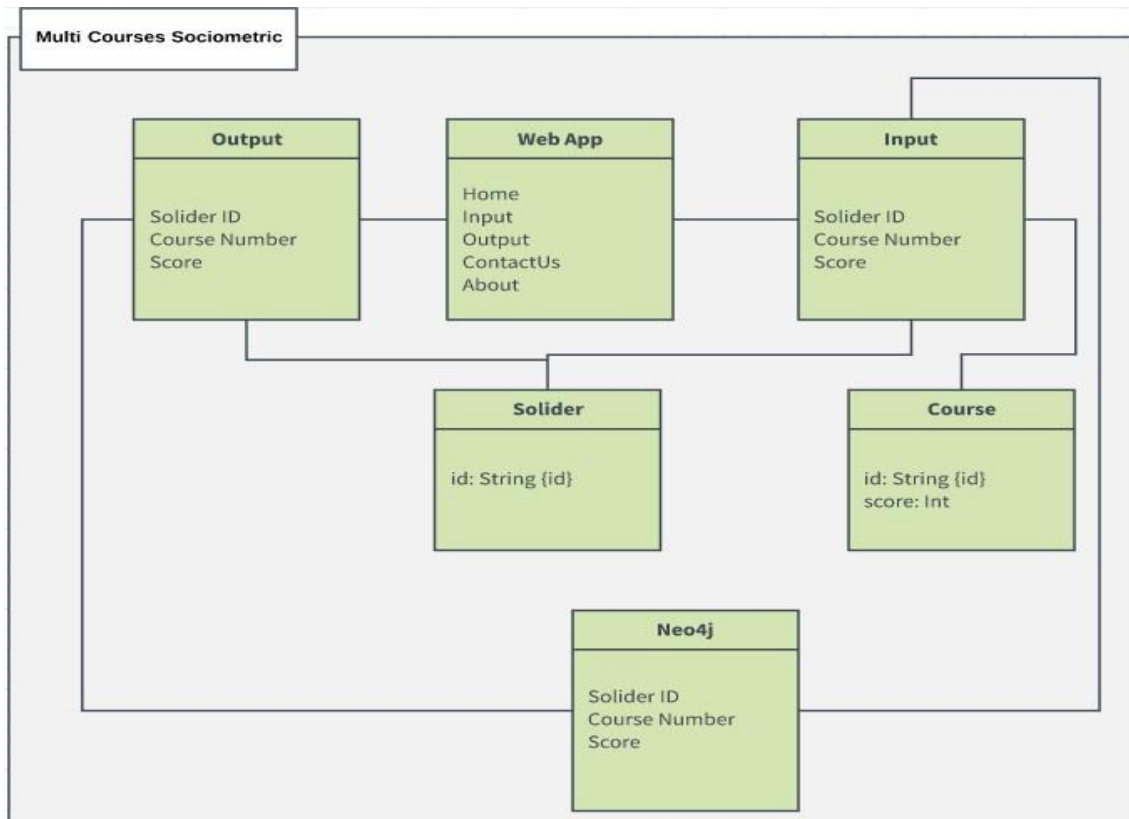 Multi Courses Sociometric
Output
Solider ID
Course Number
Score
Web App
Home
Input
Output
ContactUs
About
Input
Solider ID
Course Number
Score
Solider
id: String {id}
Course
id: String {id}
score: Int
Neo4j
Solider ID
Course Number
Score